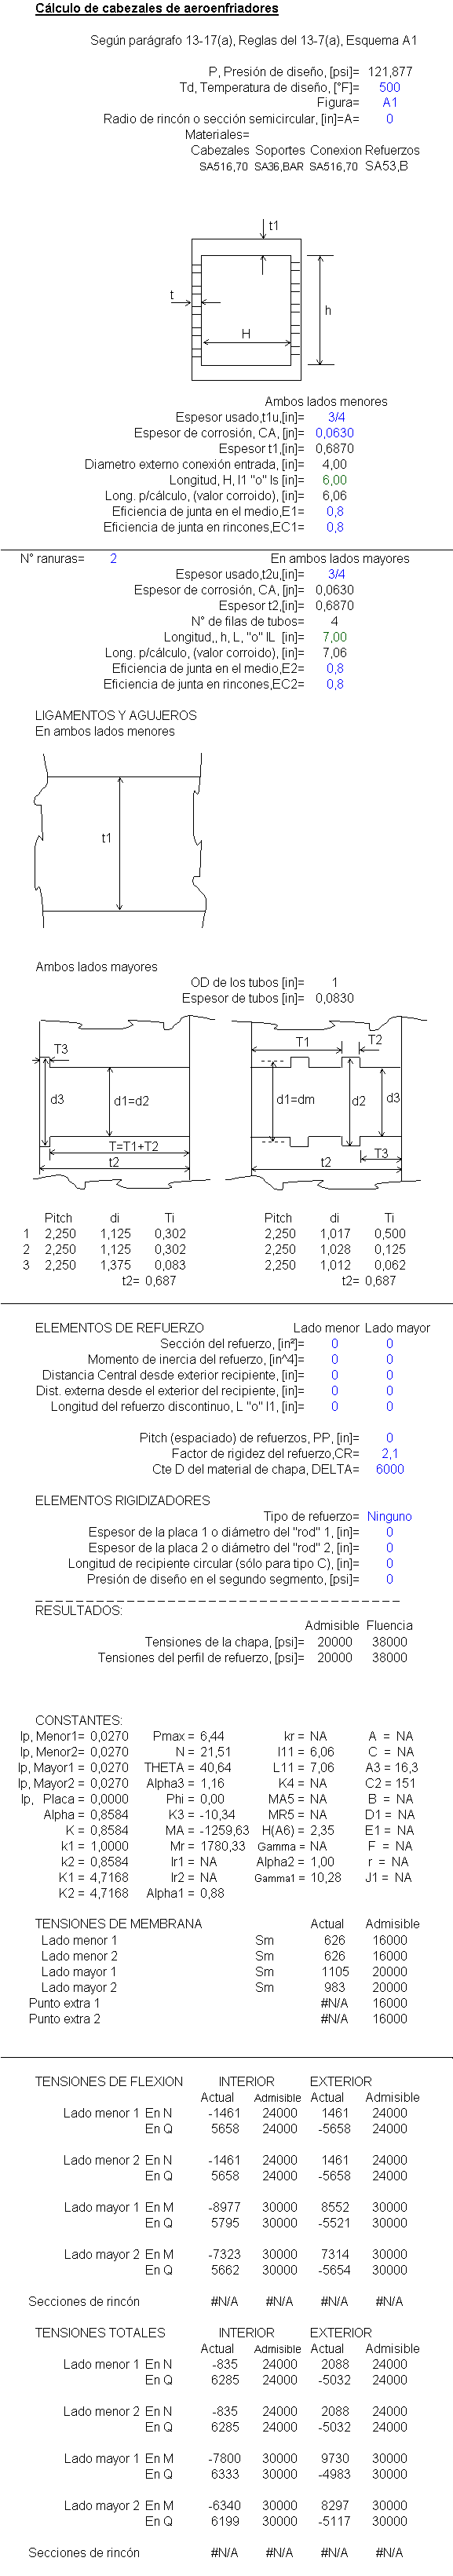 Cálculo de cabezales de aeroenfriadores
Según parágrafo 13-17(a), Reglas del 13-7(a), Esquema A1
P, Presión de diseño, [psi]= 121,877
Td, Temperatura de diseño, [°F]= 500
Figura= A1
Radio de rincón o sección semicircular, [in]=A= 0
Materiales=
Cabezales Soportes Conexion Refuerzos
SA516,70 SA36,BAR SA516,70 SA53,B
t1
t
H
h
Ambos lados menores
Espesor usado,t1u,[in]= 3/4
Espesor de corrosión, CA, [in]= 0,0630
Espesor t1,[in]= 0,6870
Diametro externo conexión entrada, [in]= 4,00
Longitud, H, l1 "o" ls [in]= 6,00
Long. p/cálculo, (valor corroido), [in]= 6,06
Eficiencia de junta en el medio,E1= 0,8
Eficiencia de junta en rincones,EC1= 0,8
N° ranuras= 2 En ambos lados mayores
Espesor usado,t2u,[in]= 3/4
Espesor de corrosión, CA, [in]= 0,0630
Espesor t2,[in]= 0,6870
N° de filas de tubos= 4
Longitud,, h, L, "o" lL [in]= 7,00
Long. p/cálculo, (valor corroido), [in]= 7,06
Eficiencia de junta en el medio,E2= 0,8
Eficiencia de junta en rincones,EC2= 0,8
LIGAMENTOS Y AGUJEROS
En ambos lados menores
t1
Ambos lados mayores
OD de los tubos [in]= 1
Espesor de tubos [in]= 0,0830
T3 T1 T2
d3 d1=d2 d1=dm d2 d3
T=T1+T2 T3
t2 t2
Pitch di Ti Pitch di Ti
1 2,250 1,125 0,302 2,250 1,017 0,500
2 2,250 1,125 0,302 2,250 1,028 0,125
3 2,250 1,375 0,083 2,250 1,012 0,062
t2= 0,687 t2= 0,687
ELEMENTOS DE REFUERZO Lado menor Lado mayor
Sección del refuerzo, [in²]= 0 0
Momento de inercia del refuerzo, [in^4]= 0 0
Distancia Central desde exterior recipiente, [in]= 0 0
Dist. externa desde el exterior del recipiente, [in]= 0 0
Longitud del refuerzo discontinuo, L "o" l1, [in]= 0 0
Pitch (espaciado) de refuerzos, PP, [in]= 0
Factor de rigidez del refuerzo,CR= 2,1
Cte D del material de chapa, DELTA= 6000
ELEMENTOS RIGIDIZADORES
Tipo de refuerzo= Ninguno
Espesor de la placa 1 o diámetro del "rod" 1, [in]= 0
Espesor de la placa 2 o diámetro del "rod" 2, [in]= 0
Longitud de recipiente circular (sólo para tipo C), [in]= 0
Presión de diseño en el segundo segmento, [psi]= 0
RESULTADOS:
Admisible Fluencia
Tensiones de la chapa, [psi]= 20000 38000
Tensiones del perfil de refuerzo, [psi]= 20000 38000
CONSTANTES:
Ip, Menor1= 0,0270 Pmax = 6,44 kr = NA A = NA
Ip, Menor2= 0,0270 N = 21,51 l11 = 6,06 C = NA
Ip, Mayor1 = 0,0270 THETA = 40,64 L11 = 7,06 A3 = 16,3
Ip, Mayor2 = 0,0270 Alpha3 = 1,16 K4 = NA C2 = 151
Ip, Placa = 0,0000 Phi = 0,00 MA5 = NA B = NA
Alpha = 0,8584 K3 = -10,34 MR5 = NA D1 = NA
K = 0,8584 MA = -1259,63 H(A6) = 2,35 E1 = NA
k1 = 1,0000 Mr = 1780,33 Gamma = NA F = NA
k2 = 0,8584 Ir1 = NA Alpha2 = 1,00 r = NA
K1 = 4,7168 Ir2 = NA Gamma1 = 10,28 J1 = NA
K2 = 4,7168 Alpha1 = 0,88
TENSIONES DE MEMBRANA Actual Admisible
Lado menor 1 Sm 626 16000
Lado menor 2 Sm 626 16000
Lado mayor 1 Sm 1105 20000
Lado mayor 2 Sm 983 20000
Punto extra 1 #N/A 16000
Punto extra 2 #N/A 16000
TENSIONES DE FLEXION INTERIOR EXTERIOR
Actual Admisible Actual Admisible
Lado menor 1 En N -1461 24000 1461 24000
En Q 5658 24000 -5658 24000
Lado menor 2 En N -1461 24000 1461 24000
En Q 5658 24000 -5658 24000
Lado mayor 1 En M -8977 30000 8552 30000
En Q 5795 30000 -5521 30000
Lado mayor 2 En M -7323 30000 7314 30000
En Q 5662 30000 -5654 30000
Secciones de rincón #N/A #N/A #N/A #N/A
TENSIONES TOTALES INTERIOR EXTERIOR
Actual Admisible Actual Admisible
Lado menor 1 En N -835 24000 2088 24000
En Q 6285 24000 -5032 24000
Lado menor 2 En N -835 24000 2088 24000
En Q 6285 24000 -5032 24000
Lado mayor 1 En M -7800 30000 9730 30000
En Q 6333 30000 -4983 30000
Lado mayor 2 En M -6340 30000 8297 30000
En Q 6199 30000 -5117 30000
Secciones de rincón #N/A #N/A #N/A #N/A